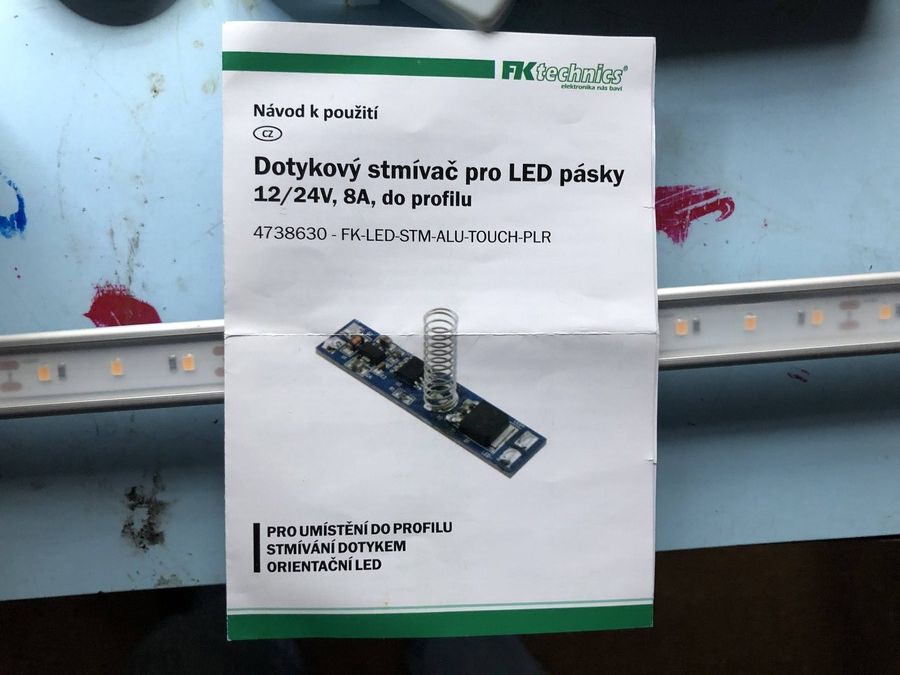 FKtechnics®
elektronika nás baví
Návod k použití
CZ
Dotykový stmívač pro LED pásky
12/24V, 8A, do profilu
4738630 - FK-LED-STM-ALU-TOUCH-PLR
PRO UMÍSTĚNÍ DO PROFILU
STMÍVÁNÍ DOTYKEM
ORIENTAČNÍ LED